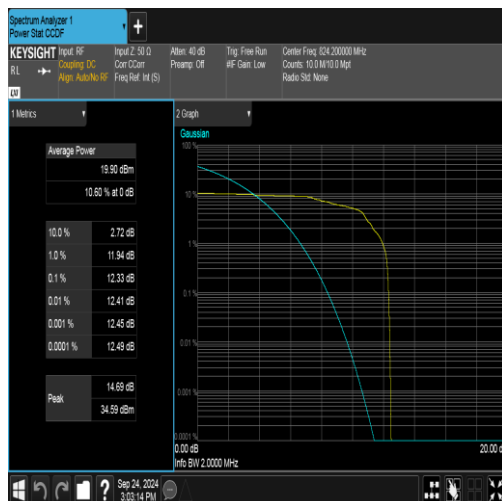 Spectrum Analyzer 1
Power Stat CCDF
KEYSIGHT
RL
Input: RF
Coupling: DC
Align: Auto/No RF
Input Z: 50 Ω
Corr CCorr
Freq Ref: Int (S)
Atten: 40 dB
Preamp: Off
Trig: Free Run
#IF Gain: Low
Center Freq: 824.200000 MHz
Counts: 10.0 M/10.0 Mpt
Radio Std: None
1 Metrics
Average Power
19.90 dBm
10.60 % at 0 dB
10.0 % 2.72 dB
1.0 % 11.94 dB
0.1 % 12.33 dB
0.01 % 12.41 dB
0.001 % 12.45 dB
0.0001 % 12.49 dB
Peak
14.69 dB
34.59 dBm
2 Graph
Gaussian
100 %
10 %
1 %
0.1 %
0.01 %
0.001 %
0.0001 %
0.00 dB
20.00 d
Info BW 2.0000 MHz
?
Sep 24, 2024
3:03:14 PM